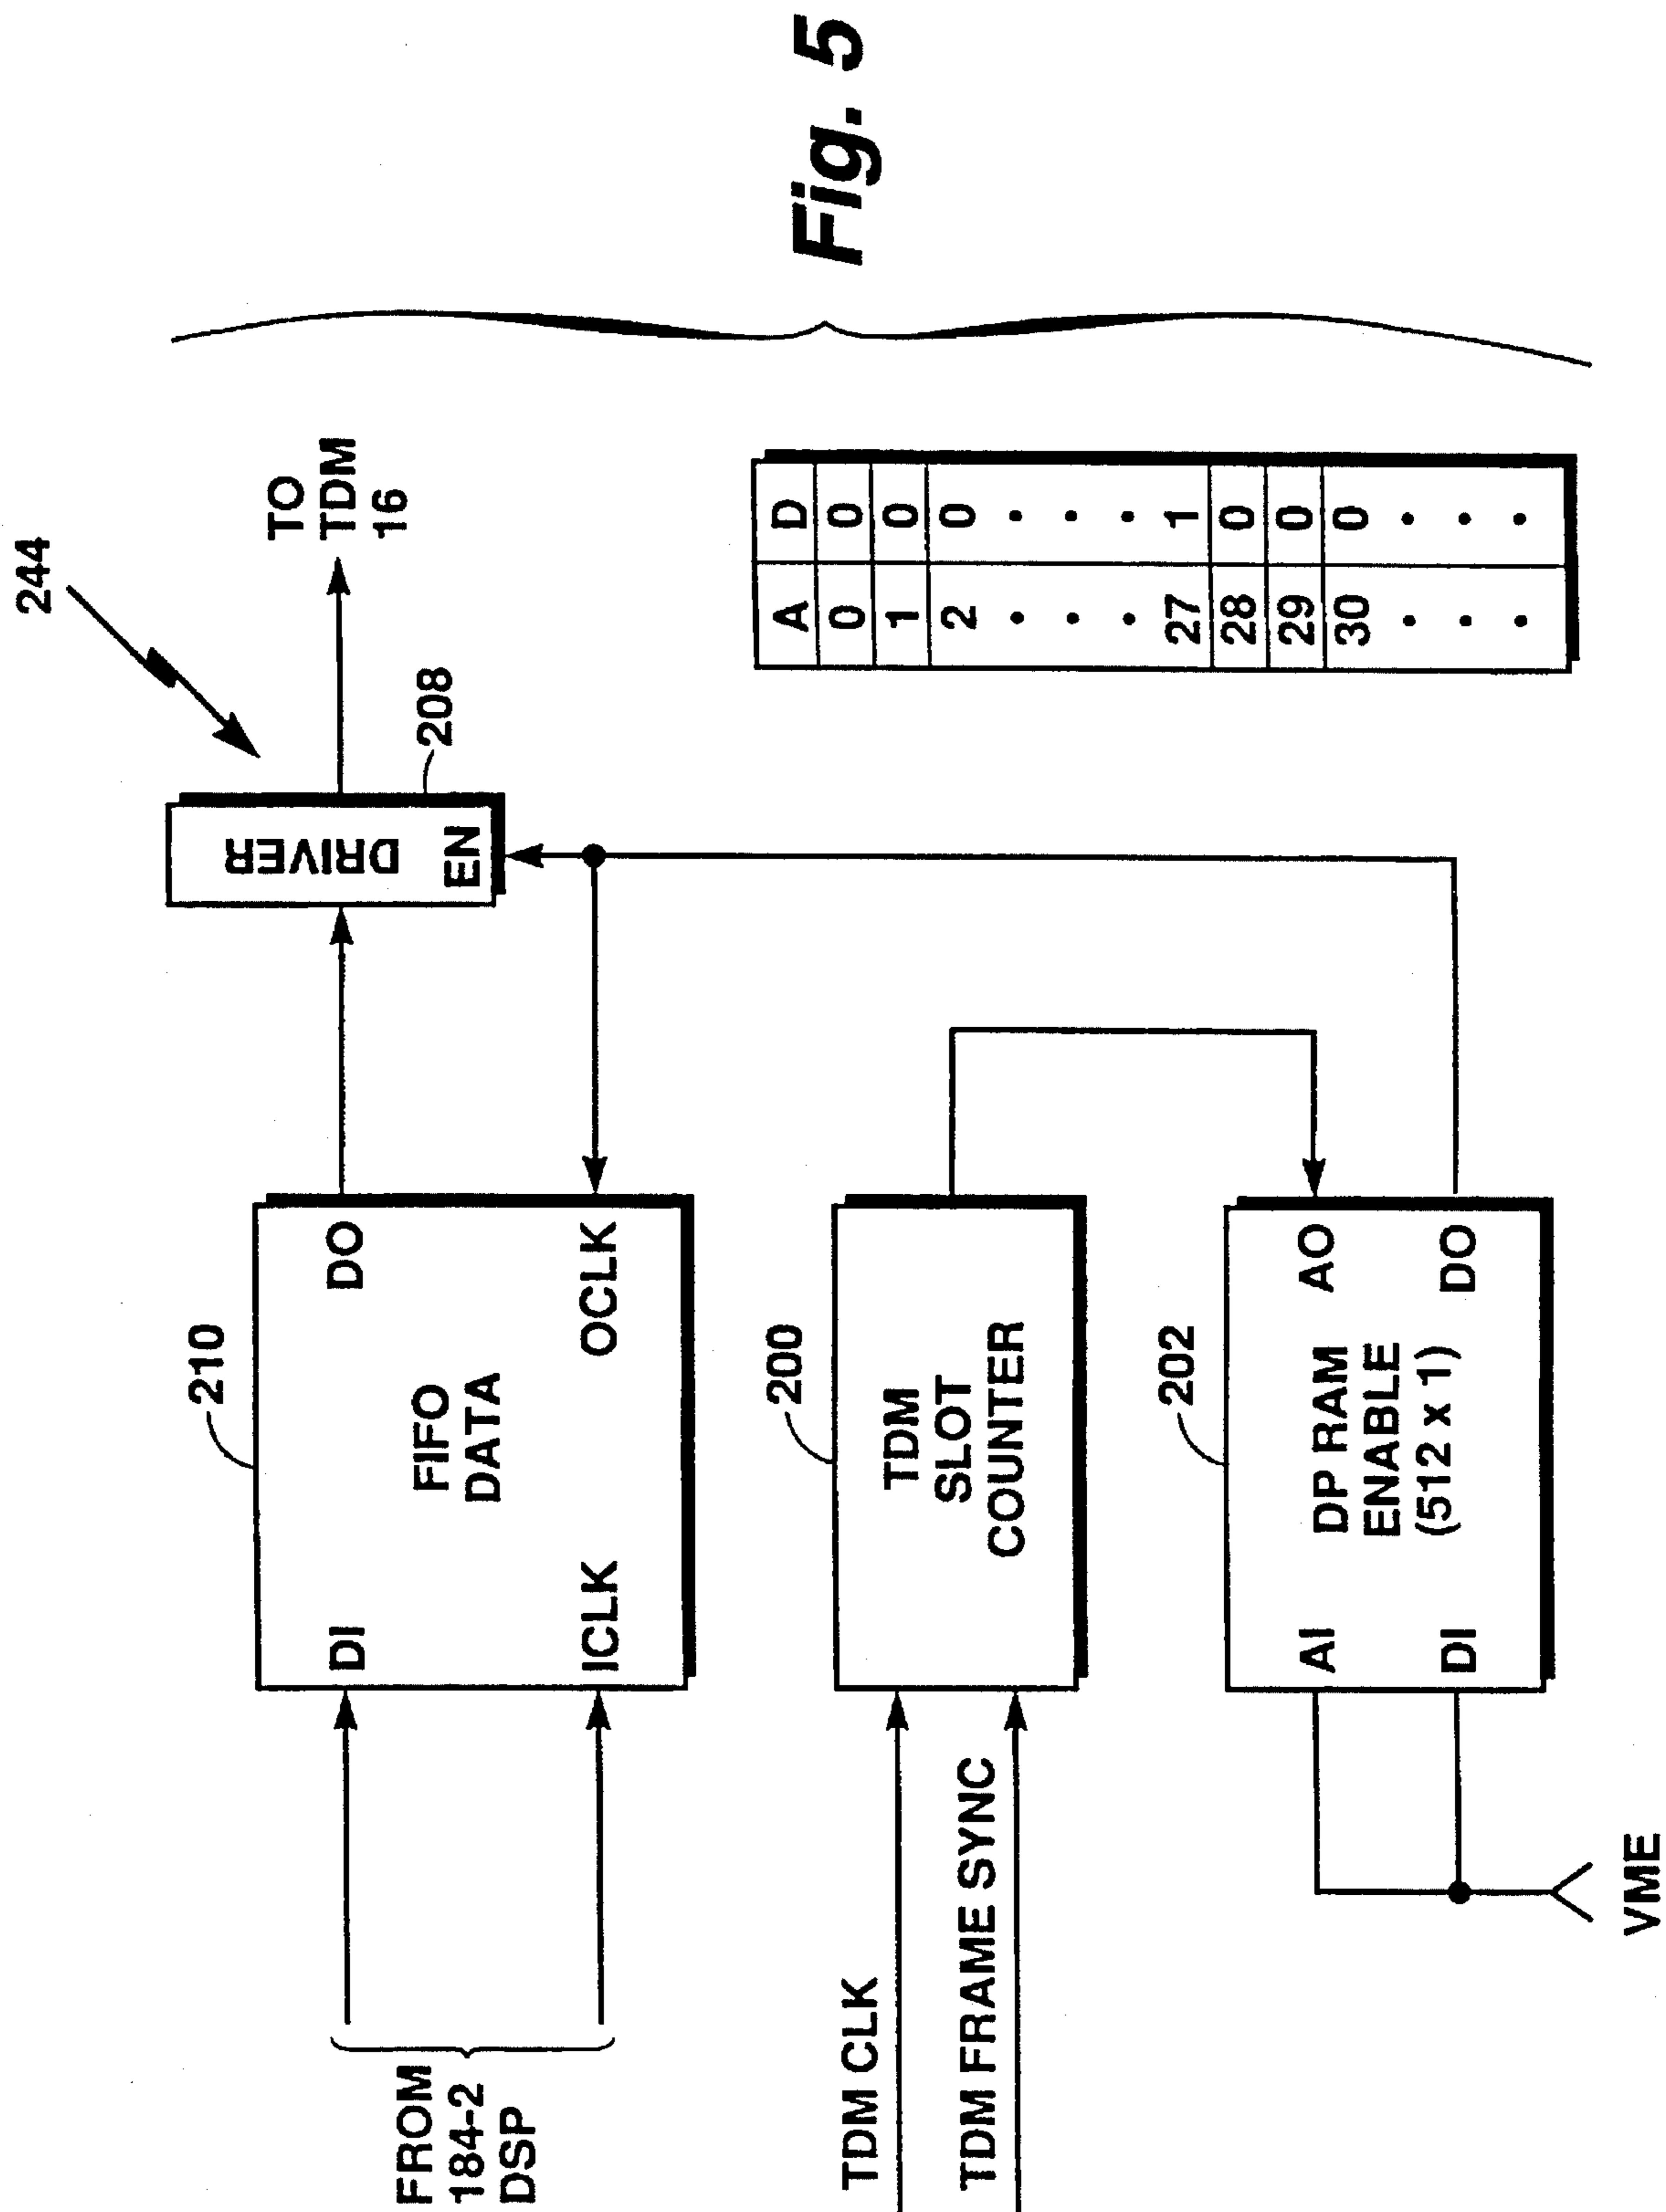 244
TO
TDM
16
208
DRIVER
EN
210
DI
DO
FIFO
DATA
ICLK
OCLK
FROM
184-2
DSP
200
TDM
SLOT
COUNTER
TDM CLK
TDM FRAME SYNC
202
AI
AO
DP RAM
ENABLE
(512 x 1)
DI
DO
VME
A D
0 0
1 0
2 0
. .
. .
. .
27 1
28 0
29 0
30 0
. .
. .
. .
Fig. 5